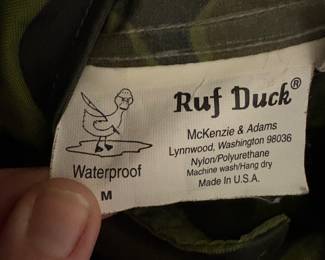 Ruf Duck®
McKenzie & Adams
Lynnwood, Washington 98036
Nylon/Polyurethane
Machine wash/Hang dry
Made In U.S.A.
Waterproof
M